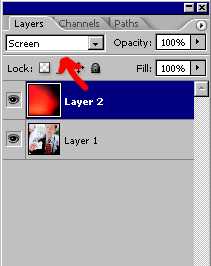 Layers Channels Paths
Screen Opacity: 100%
Lock: Fill: 100%
Layer 2
Layer 1